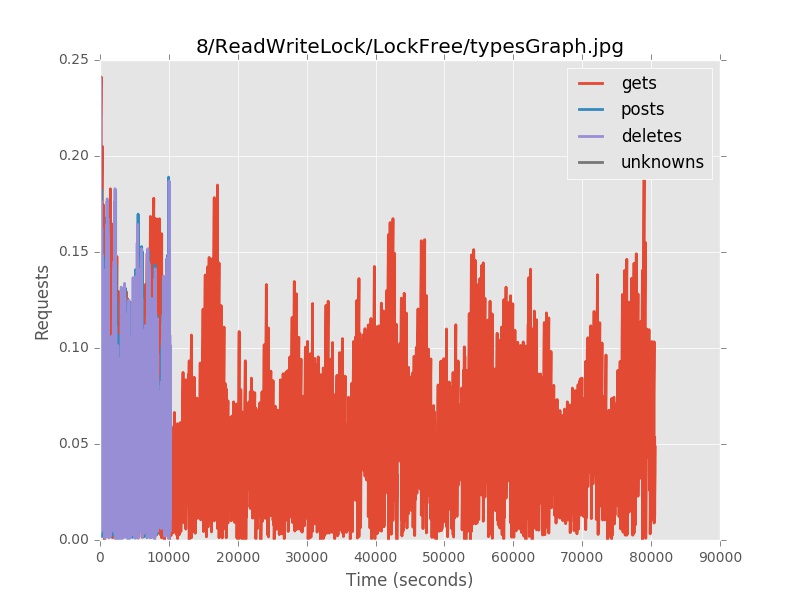 8/ReadWriteLock/LockFree/typesGraph.jpg
0.25
0.20
0.15
0.10
0.05
0.00
Requests
gets
posts
deletes
unknowns
0 10000 20000 30000 40000 50000 60000 70000 80000 90000
Time (seconds)